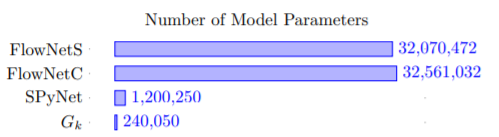 Number of Model Parameters
FlowNetS 32,070,472
FlowNetC 32,561,032
SPyNet 1,200,250
Gₖ 240,050